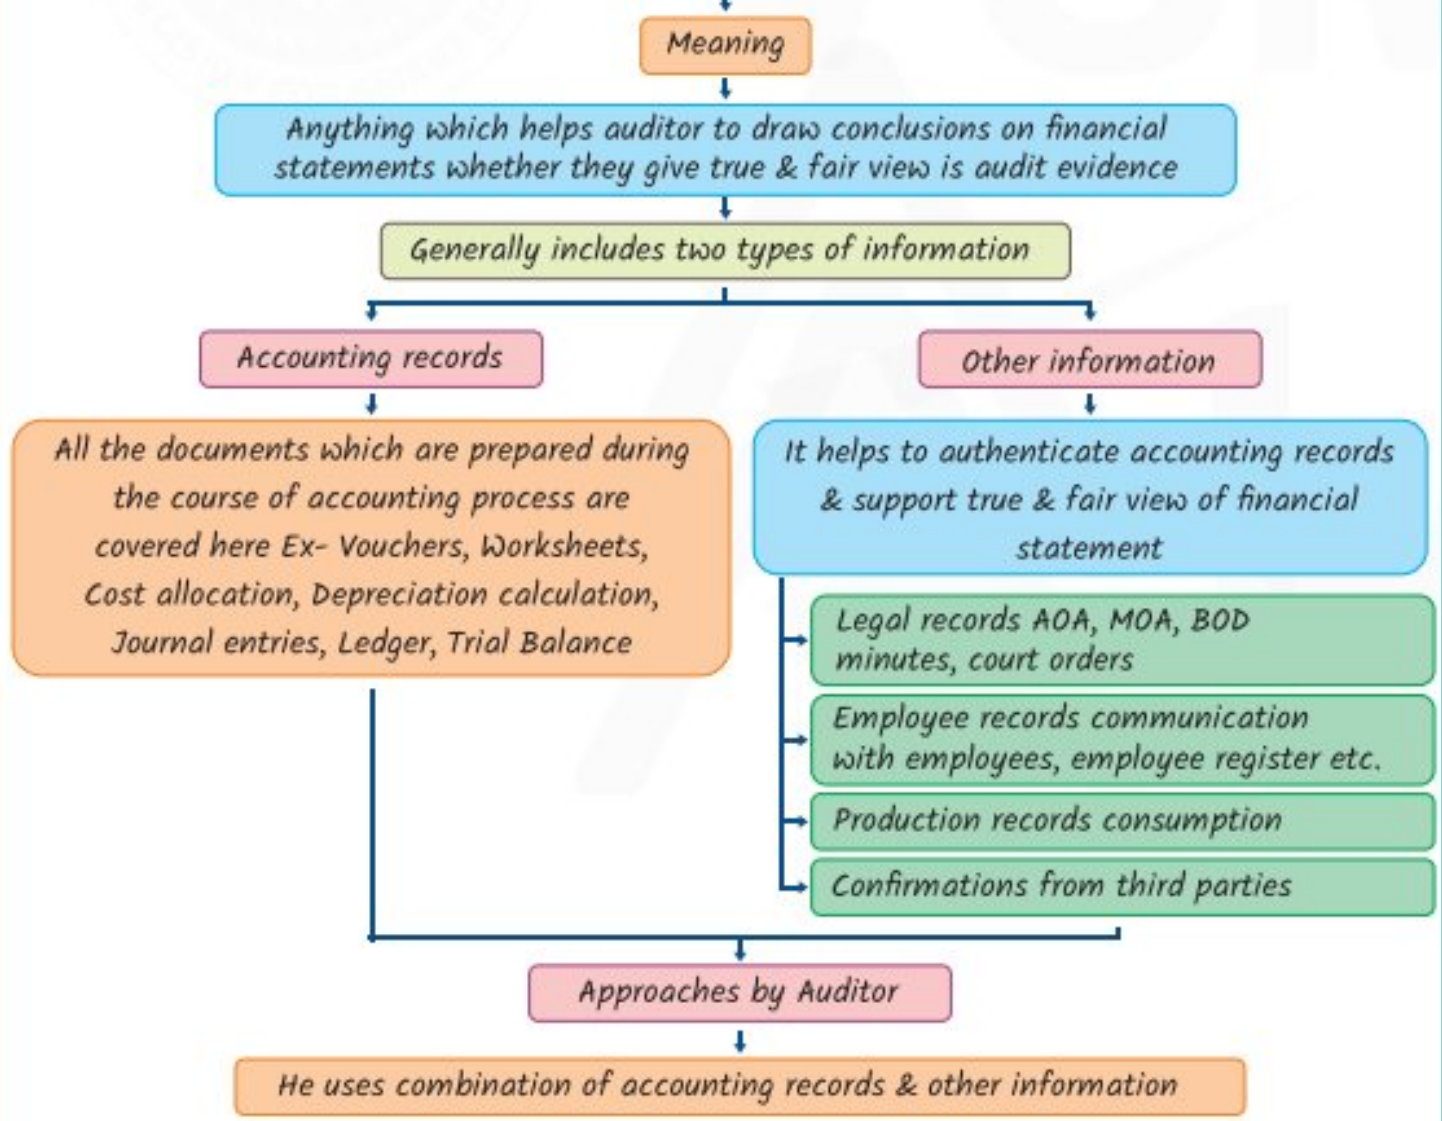 Meaning
Anything which helps auditor to draw conclusions on financial
statements whether they give true & fair view is audit evidence
Generally includes two types of information
Accounting records
Other information
All the documents which are prepared during
the course of accounting process are
covered here Ex- Vouchers, Worksheets,
Cost allocation, Depreciation calculation,
Journal entries, Ledger, Trial Balance
It helps to authenticate accounting records
& support true & fair view of financial
statement
Legal records AOA, MOA, BOD
minutes, court orders
Employee records communication
with employees, employee register etc.
Production records consumption
Confirmations from third parties
Approaches by Auditor
He uses combination of accounting records & other information